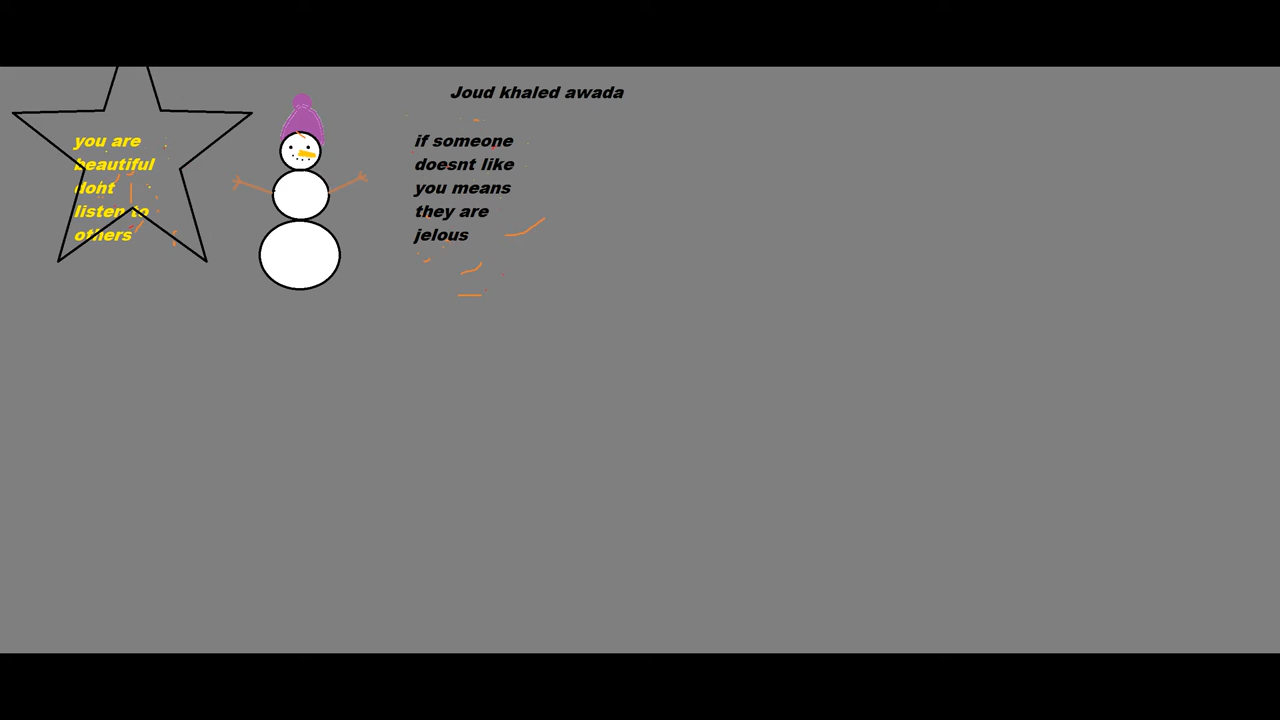 Joud khaled awada
you are
beautiful
dont
listen to
others
if someone
doesnt like
you means
they are
jelous